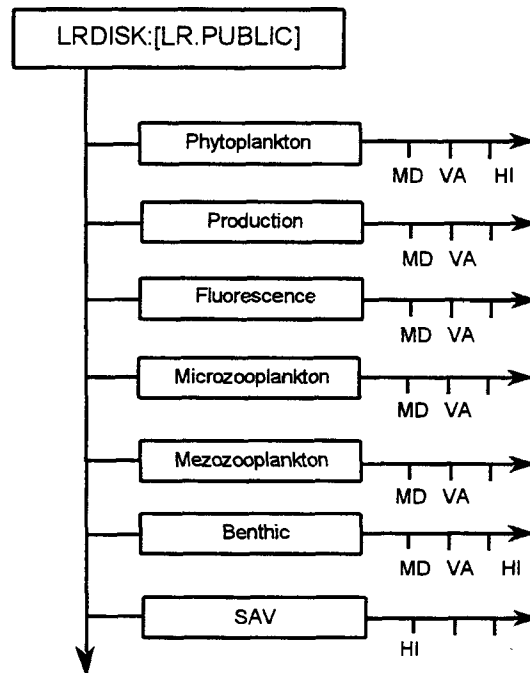 LRDISK:[LR.PUBLIC]
Phytoplankton
MD VA HI
Production
MD VA
Fluorescence
MD VA
Microzooplankton
MD VA
Mezozooplankton
MD VA
Benthic
MD VA HI
SAV
HI